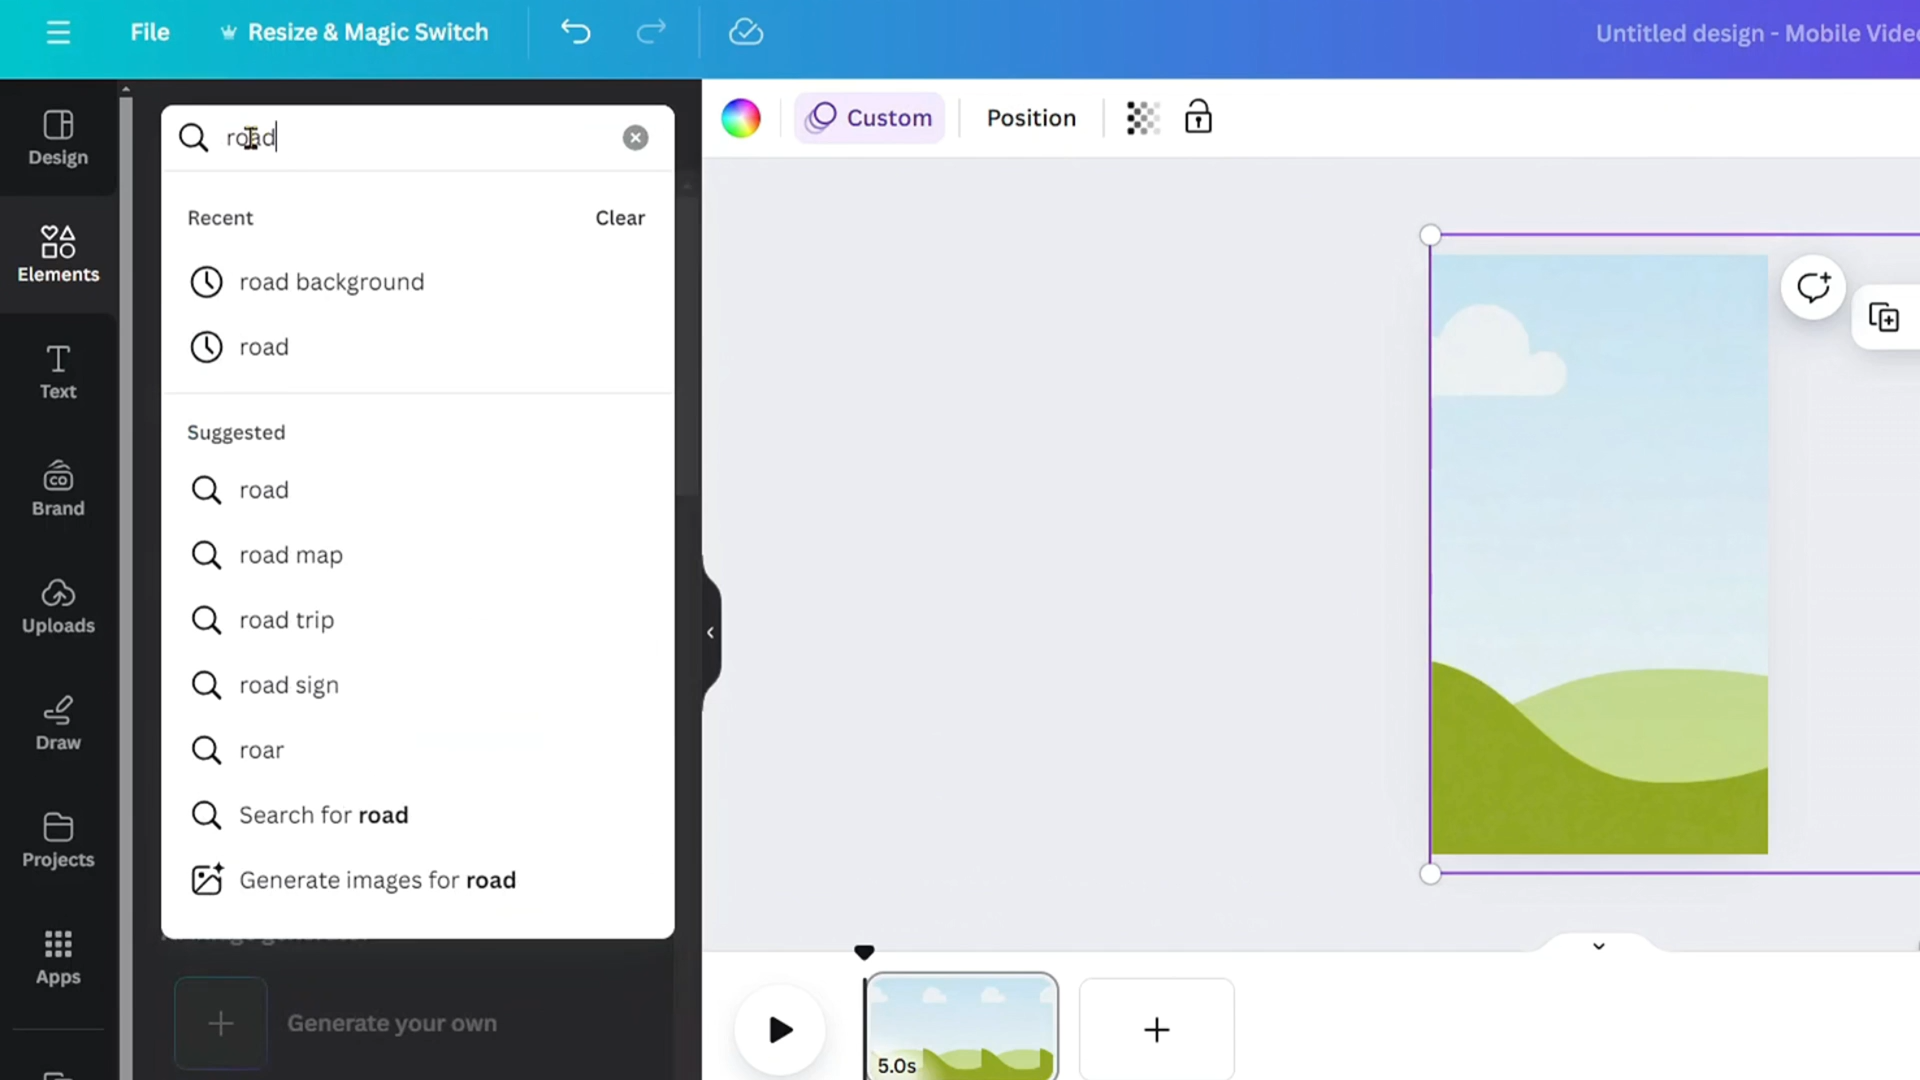 File
Resize & Magic Switch
Untitled design - Mobile Vide
Design
Elements
Text
Brand
Uploads
Draw
Projects
Apps
road
Recent
Clear
road background
road
Suggested
road
road map
road trip
road sign
roar
Search for road
Generate images for road
Generate your own
Custom
Position
5.0s